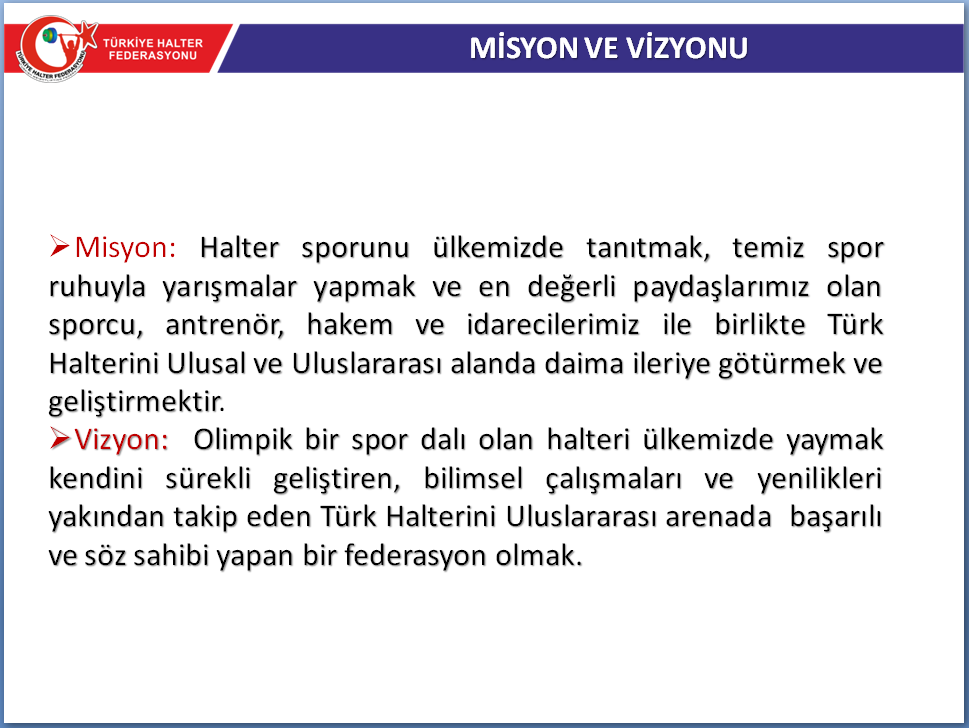 TÜRKİYE HALTER
FEDERASYONU
TÜRKİYE HALTER FEDERASYONU
MİSYON VE VİZYONU
➢Misyon: Halter sporunu ülkemizde tanıtmak, temiz spor
ruhuyla yarışmalar yapmak ve en değerli paydaşlarımız olan
sporcu, antrenör, hakem ve idarecilerimiz ile birlikte Türk
Halterini Ulusal ve Uluslararası alanda daima ileriye götürmek ve
geliştirmektir.
➢Vizyon: Olimpik bir spor dalı olan halteri ülkemizde yaymak
kendini sürekli geliştiren, bilimsel çalışmaları ve yenilikleri
yakından takip eden Türk Halterini Uluslararası arenada başarılı
ve söz sahibi yapan bir federasyon olmak.